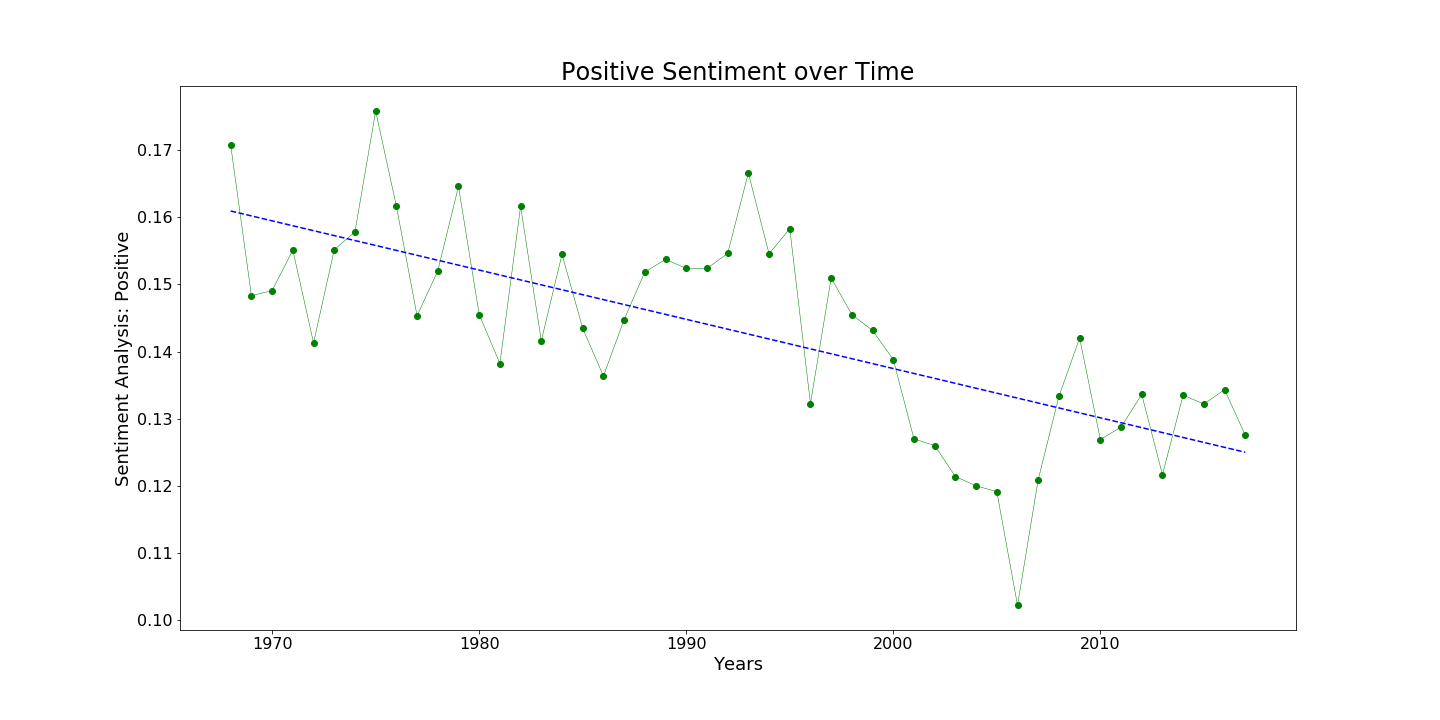 Positive Sentiment over Time
Sentiment Analysis: Positive
0.17
0.16
0.15
0.14
0.13
0.12
0.11
0.10
1970 1980 1990 2000 2010
Years